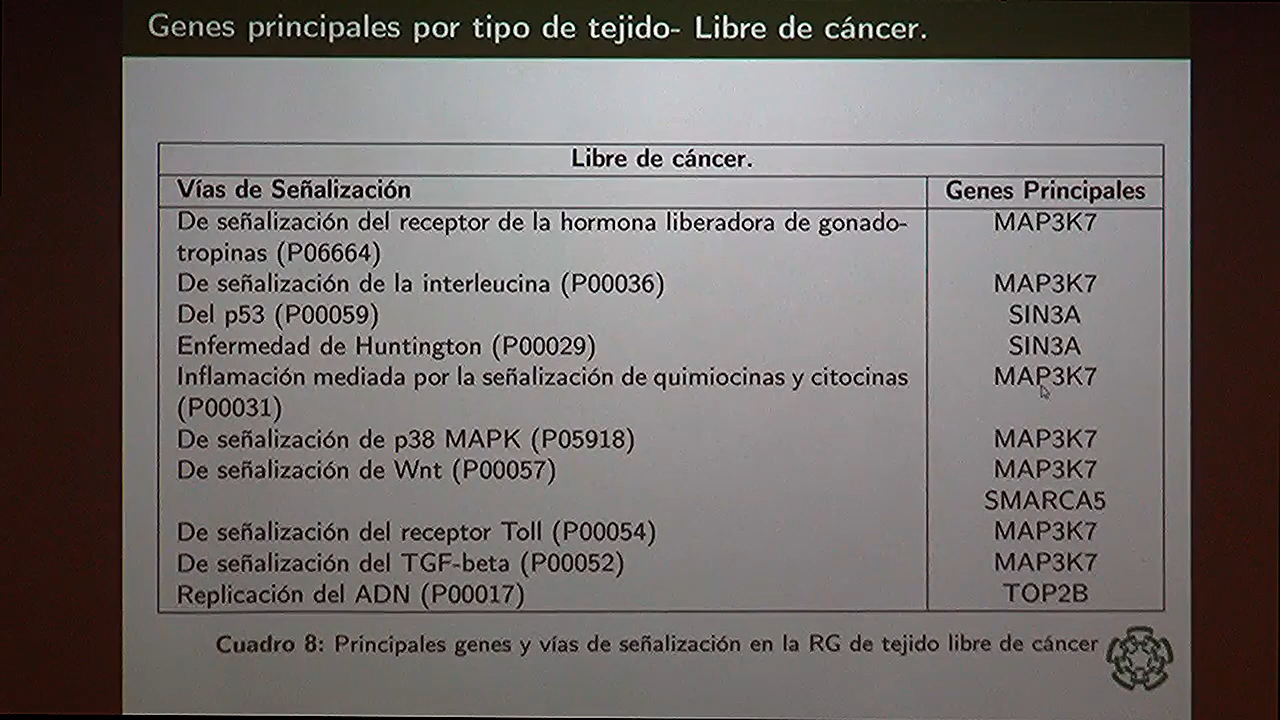 Genes principales por tipo de tejido- Libre de cáncer.
Libre de cáncer.
Vías de Señalización Genes Principales
De señalización del receptor de la hormona liberadora de gonado- MAP3K7
tropinas (P06664)
De señalización de la interleucina (P00036) MAP3K7
Del p53 (P00059) SIN3A
Enfermedad de Huntington (P00029) SIN3A
Inflamación mediada por la señalización de quimiocinas y citocinas MAP3K7
(P00031)
De señalización de p38 MAPK (P05918) MAP3K7
De señalización de Wnt (P00057) MAP3K7
SMARCA5
De señalización del receptor Toll (P00054) MAP3K7
De señalización del TGF-beta (P00052) MAP3K7
Replicación del ADN (P00017) TOP2B
Cuadro 8: Principales genes y vías de señalización en la RG de tejido libre de cáncer